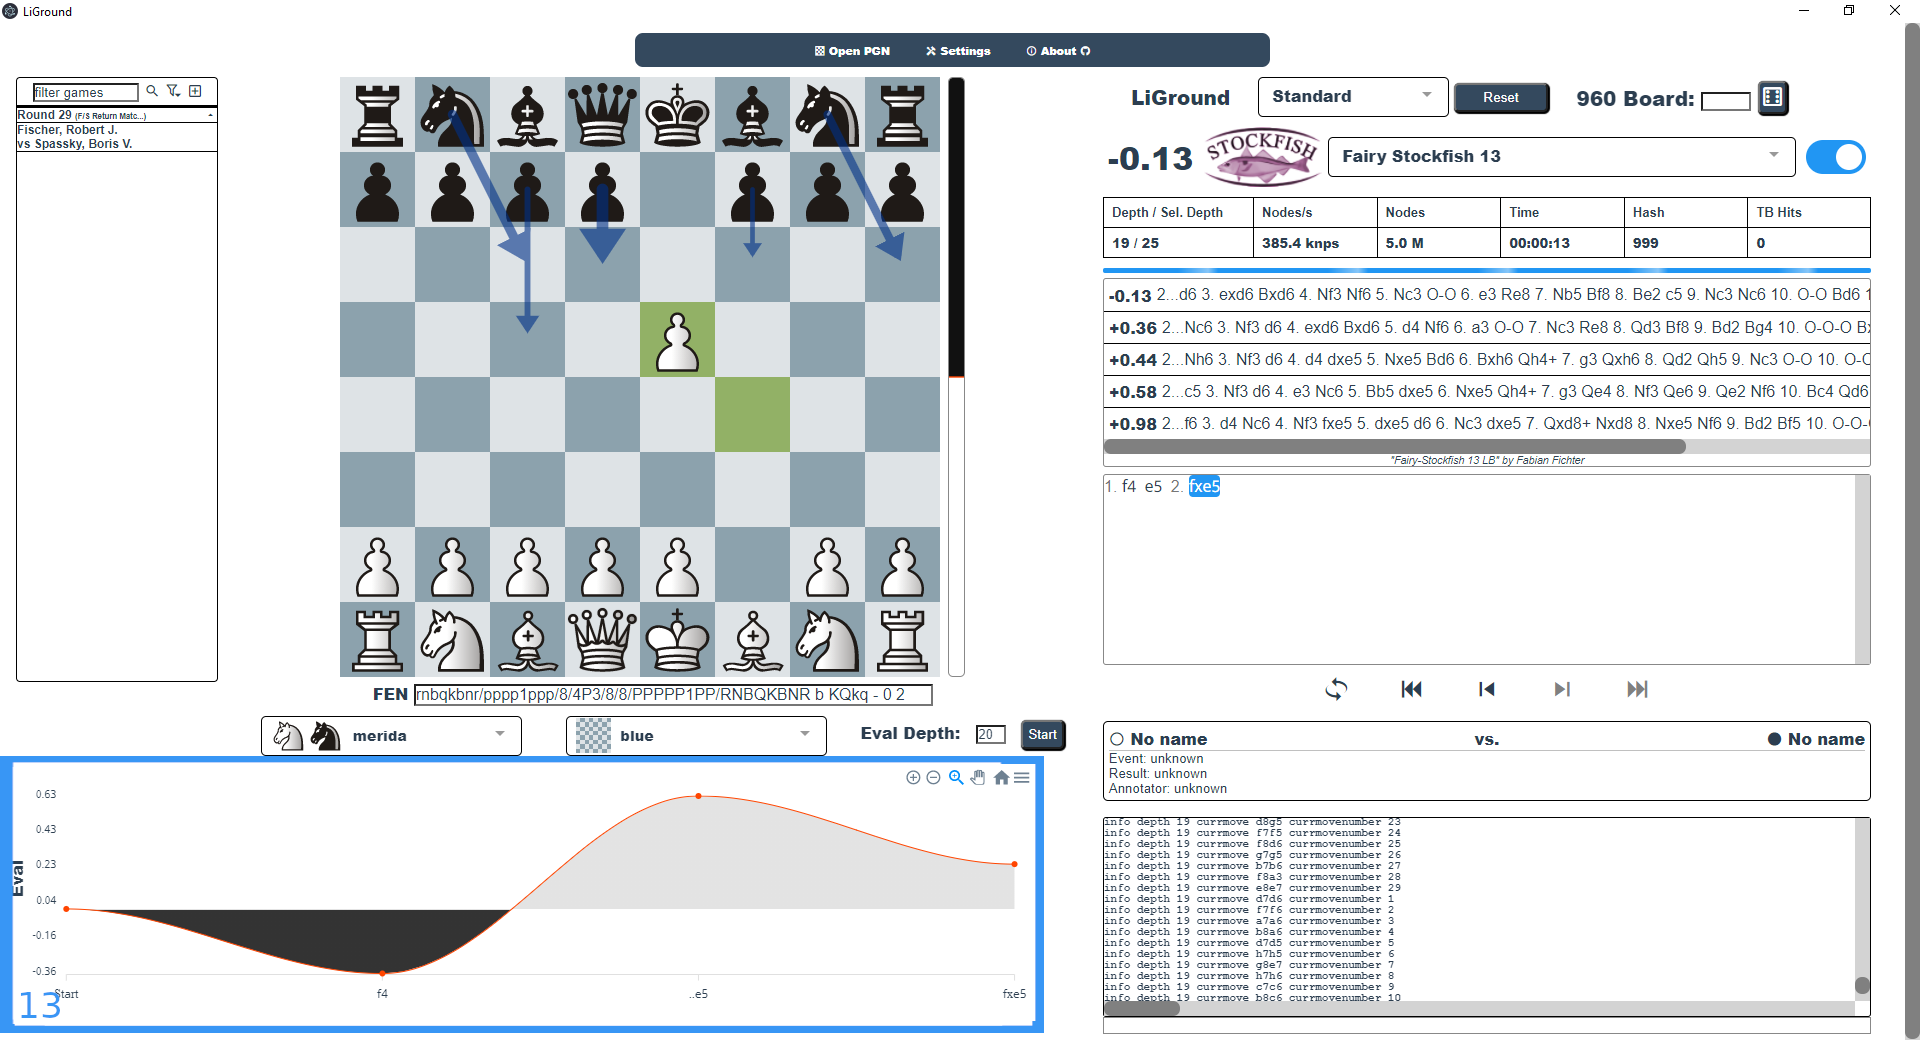 LiGround
Open PGN Settings About
filter games
Round 29 (F/S Return Matc...)
Fischer, Robert J.
vs Spassky, Boris V.
LiGround Standard Reset 960 Board:
-0.13 STOCKFISH Fairy Stockfish 13
Depth / Sel. Depth Nodes/s Nodes Time Hash TB Hits
19 / 25 385.4 knps 5.0 M 00:00:13 999 0
-0.13 2...d6 3. exd6 Bxd6 4. Nf3 Nf6 5. Nc3 O-O 6. e3 Re8 7. Nb5 Bf8 8. Be2 c5 9. Nc3 Nc6 10. O-O Bd6 1
+0.36 2...Nc6 3. Nf3 d6 4. exd6 Bxd6 5. d4 Nf6 6. a3 O-O 7. Nc3 Re8 8. Qd3 Bf8 9. Bd2 Bg4 10. O-O-O Bx
+0.44 2...Nh6 3. Nf3 d6 4. d4 dxe5 5. Nxe5 Bd6 6. Bxh6 Qh4+ 7. g3 Qxh6 8. Qd2 Qh5 9. Nc3 O-O 10. O-O
+0.58 2...c5 3. Nf3 d6 4. e3 Nc6 5. Bb5 dxe5 6. Nxe5 Qh4+ 7. g3 Qe4 8. Nf3 Qe6 9. Qe2 Nf6 10. Bc4 Qd6
+0.98 2...f6 3. d4 Nc6 4. Nf3 fxe5 5. dxe5 d6 6. Nc3 dxe5 7. Qxd8+ Nxd8 8. Nxe5 Nf6 9. Bd2 Bf5 10. O-O-
"Fairy-Stockfish 13 LB" by Fabian Fichter
1. f4 e5 2. fxe5
FEN rnbqkbnr/pppp1ppp/8/4P3/8/8/PPPPP1PP/RNBQKBNR b KQkq - 0 2
merida blue Eval Depth: 20 Start
No name vs. No name
Event: unknown
Result: unknown
Annotator: unknown
0.63
0.43
0.23
0.04
-0.16
-0.36
Eval
Start f4 ..e5 fxe5
13
info depth 19 currmove d8g5 currmovenumber 23
info depth 19 currmove f7f5 currmovenumber 24
info depth 19 currmove f8d6 currmovenumber 25
info depth 19 currmove g7g5 currmovenumber 26
info depth 19 currmove b7b6 currmovenumber 27
info depth 19 currmove f8a3 currmovenumber 28
info depth 19 currmove e8e7 currmovenumber 29
info depth 19 currmove d7d6 currmovenumber 1
info depth 19 currmove f7f6 currmovenumber 2
info depth 19 currmove a7a6 currmovenumber 3
info depth 19 currmove b8a6 currmovenumber 4
info depth 19 currmove d7d5 currmovenumber 5
info depth 19 currmove h7h5 currmovenumber 6
info depth 19 currmove g8e7 currmovenumber 7
info depth 19 currmove h7h6 currmovenumber 8
info depth 19 currmove c7c6 currmovenumber 9
info depth 19 currmove b8c6 currmovenumber 10